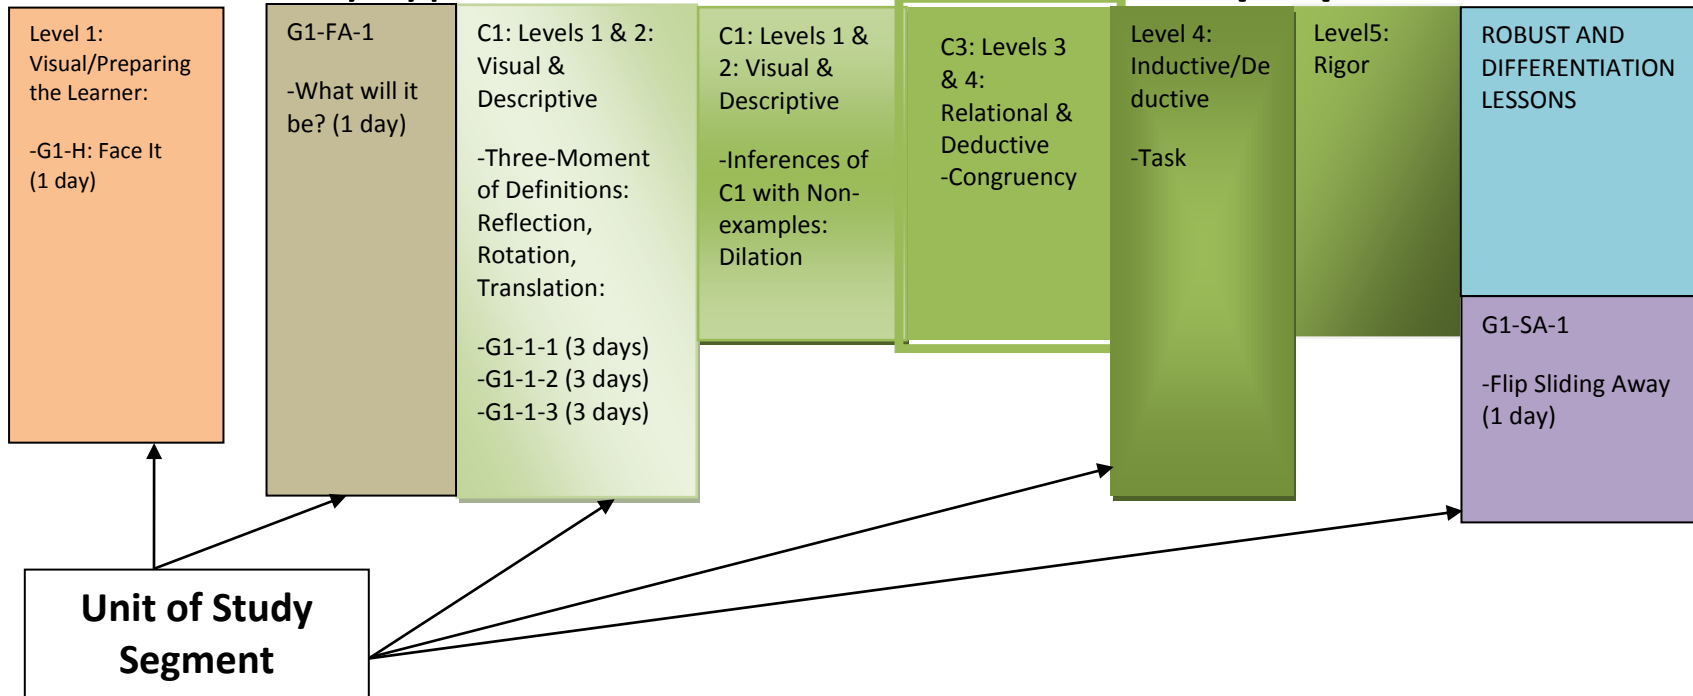 Level 1:
Visual/Preparing
the Learner:
-G1-H: Face It
(1 day)
G1-FA-1
-What will it
be? (1 day)
C1: Levels 1 & 2:
Visual &
Descriptive
-Three-Moment
of Definitions:
Reflection,
Rotation,
Translation:
-G1-1-1 (3 days)
-G1-1-2 (3 days)
-G1-1-3 (3 days)
C1: Levels 1 &
2: Visual &
Descriptive
-Inferences of
C1 with Non-
examples:
Dilation
C3: Levels 3
& 4:
Relational &
Deductive
-Congruency
Level 4:
Inductive/De
ductive
-Task
Level5:
Rigor
ROBUST AND
DIFFERENTIATION
LESSONS
G1-SA-1
-Flip Sliding Away
(1 day)
Unit of Study
Segment